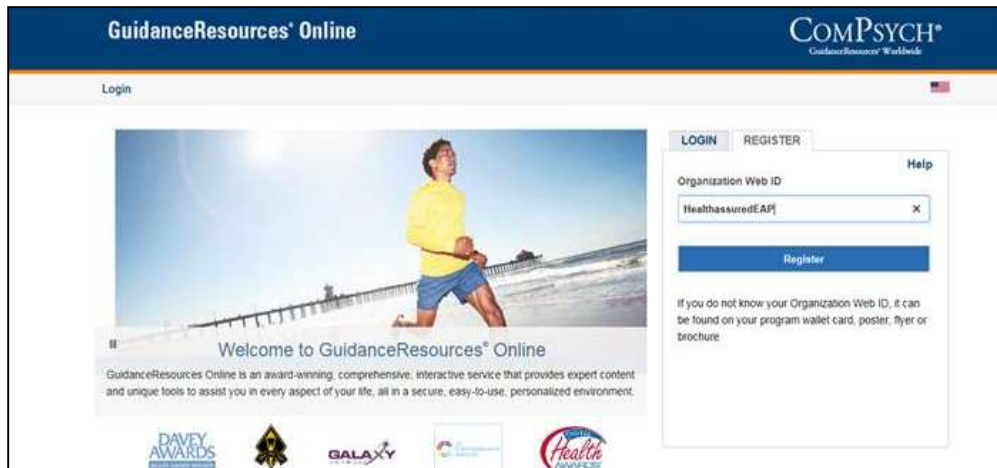 GuidanceResources® Online
COMPSYCH®
GuidanceResources® Worldwide
Login
LOGIN REGISTER
Help
Organization Web ID
HealthassuredEAP
Register
If you do not know your Organization Web ID, it can
be found on your program wallet card, poster, flyer or
brochure
Welcome to GuidanceResources® Online
GuidanceResources Online is an award-winning, comprehensive, interactive service that provides expert content
and unique tools to assist you in every aspect of your life, all in a secure, easy-to-use, personalized environment.
DAVEY
AWARDS
GALAXY
Health
AWARDS